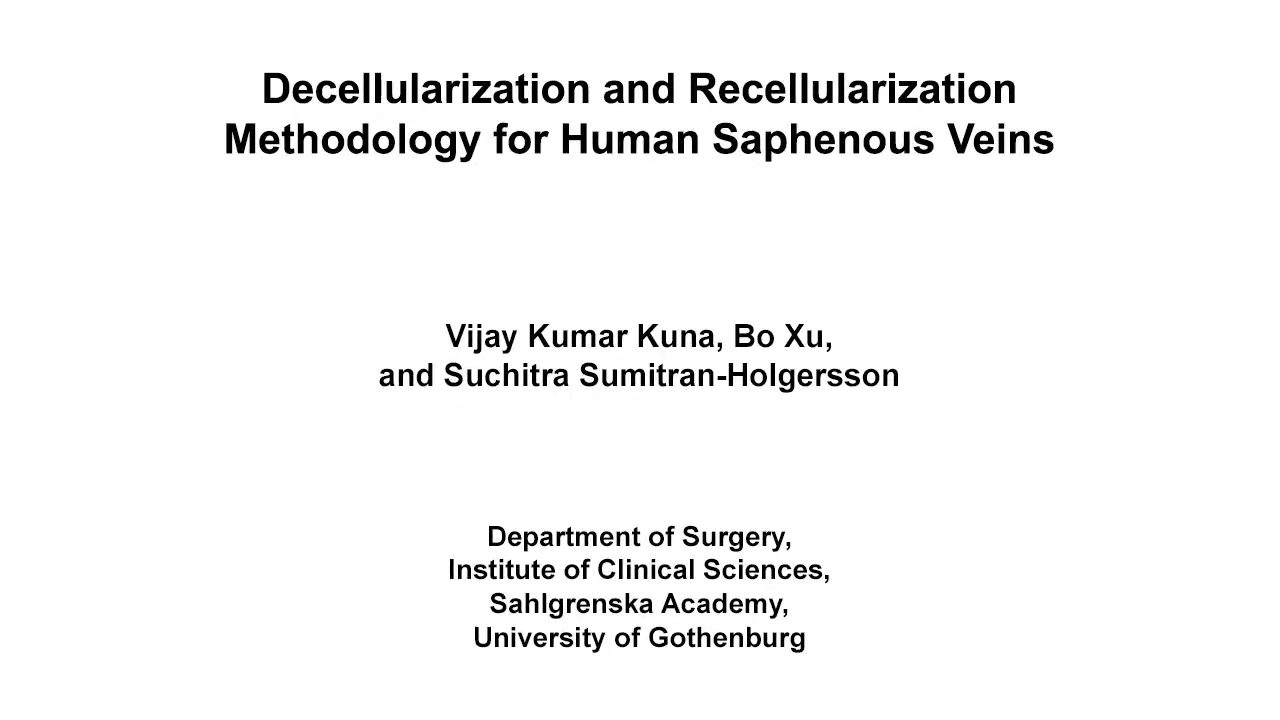 Decellularization and Recellularization
Methodology for Human Saphenous Veins
Vijay Kumar Kuna, Bo Xu,
and Suchitra Sumitran-Holgersson
Department of Surgery,
Institute of Clinical Sciences,
Sahlgrenska Academy,
University of Gothenburg